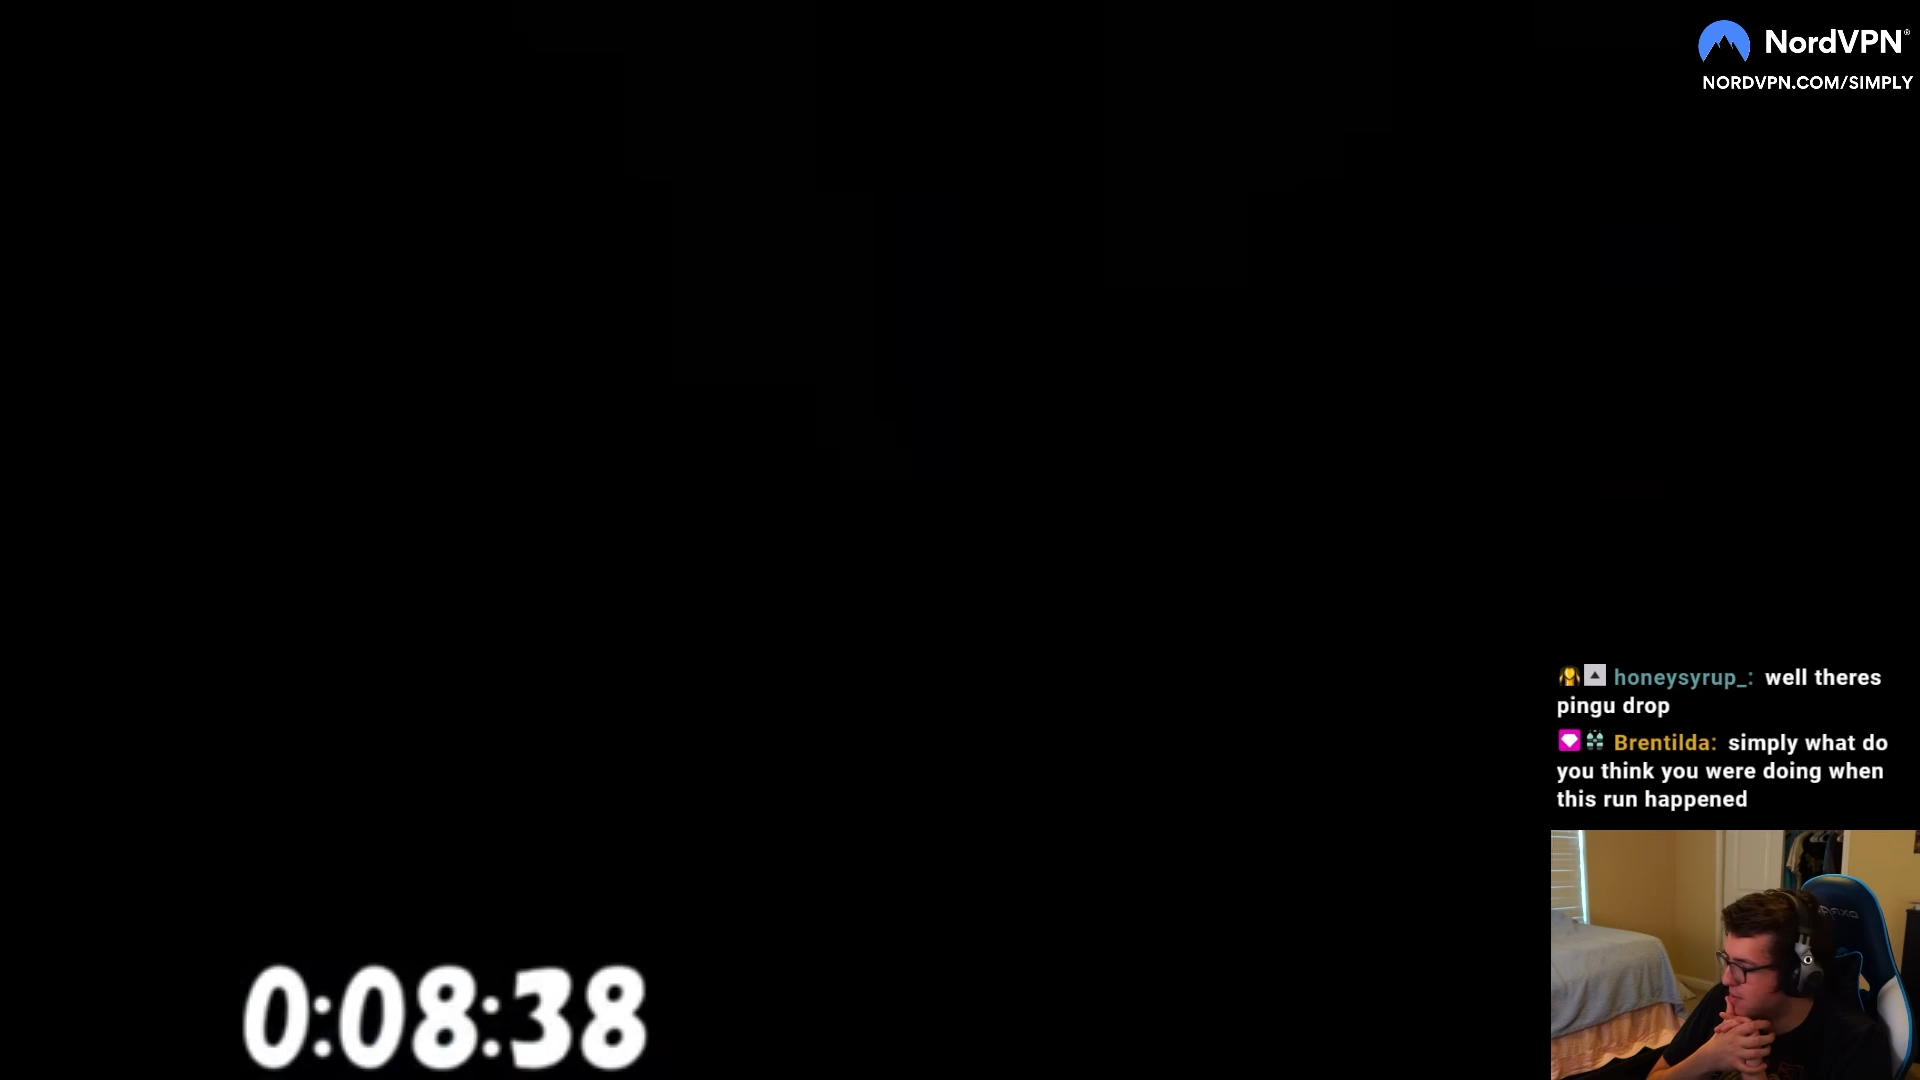 NordVPN®
NORDVPN.COM/SIMPLY
honeysyrup_: well theres
pingu drop
Brentilda: simply what do
you think you were doing when
this run happened
0:08:38